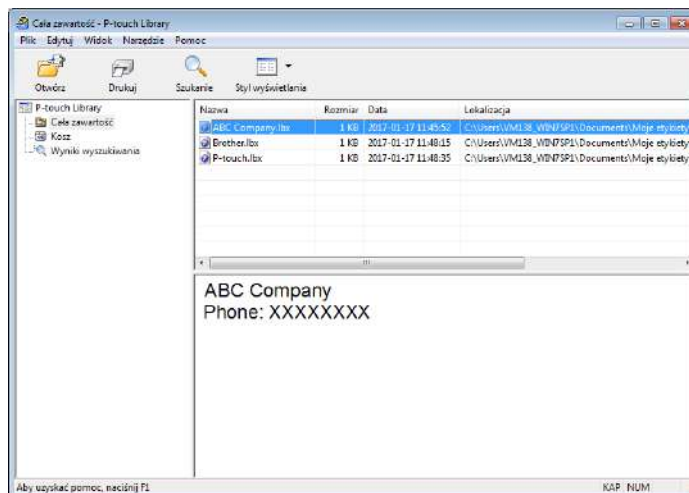 Cała zawartość - P-touch Library
Plik Edytuj Widok Narzędzie Pomoc
Otwórz Drukuj Szukanie Styl wyświetlania
P-touch Library
Cała zawartość
Kosz
Wyniki wyszukiwania
Nazwa Rozmiar Data Lokalizacja
ABC Company.lbx 1 KB 2017-01-17 11:45:52 C:\Users\VM138_WIN7SP1\Documents\Moje etykiety
Brother.lbx 1 KB 2017-01-17 11:48:15 C:\Users\VM138_WIN7SP1\Documents\Moje etykiety
P-touch.lbx 1 KB 2017-01-17 11:48:35 C:\Users\VM138_WIN7SP1\Documents\Moje etykiety
ABC Company
Phone: XXXXXXXX
Aby uzyskać pomoc, naciśnij F1
KAP NUM